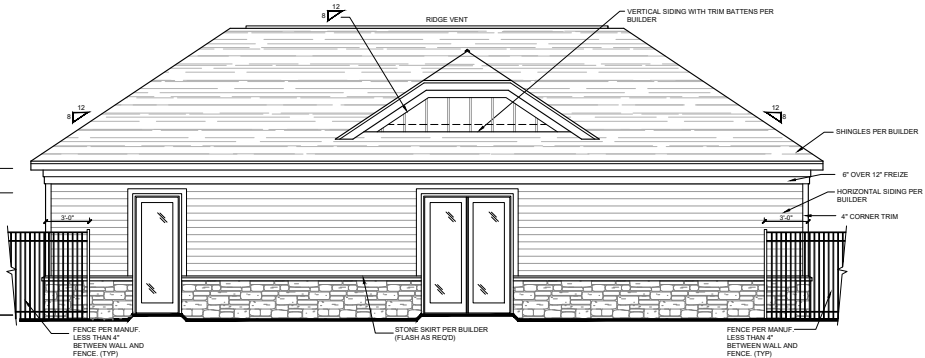 12
8
RIDGE VENT
VERTICAL SIDING WITH TRIM BATTENS PER
BUILDER
12
8
12
8
SHINGLES PER BUILDER
6" OVER 12" FREIZE
HORIZONTAL SIDING PER
BUILDER
3'-0"
3'-0"
4" CORNER TRIM
FENCE PER MANUF.
LESS THAN 4"
BETWEEN WALL AND
FENCE. (TYP)
STONE SKIRT PER BUILDER
(FLASH AS REQ'D)
FENCE PER MANUF.
LESS THAN 4"
BETWEEN WALL AND
FENCE. (TYP)